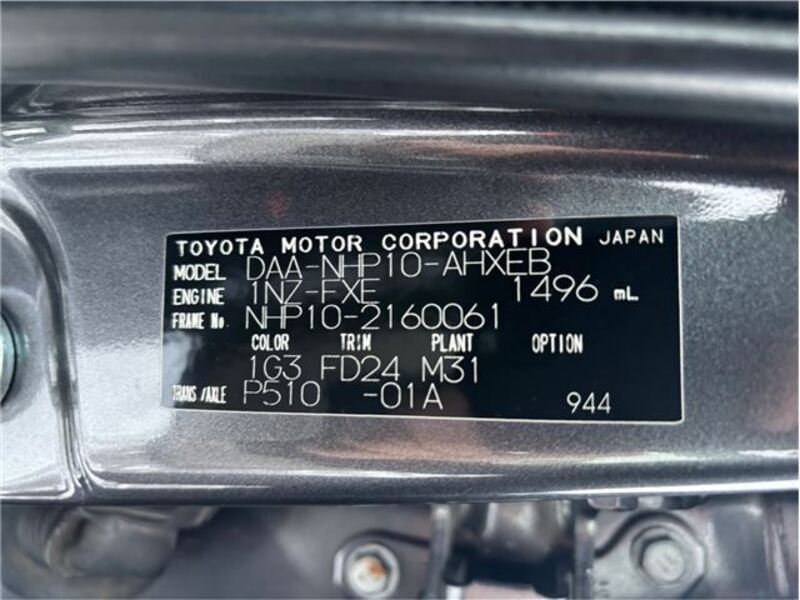 TOYOTA MOTOR CORPORATION JAPAN
MODEL DAA-NHP10-AHXEB
ENGINE 1NZ-FXE 1496 mL
FRAME No. NHP10-2160061
COLOR TRIM PLANT OPTION
1G3 FD24 M31
TRANS/AXLE P510 -01A 944